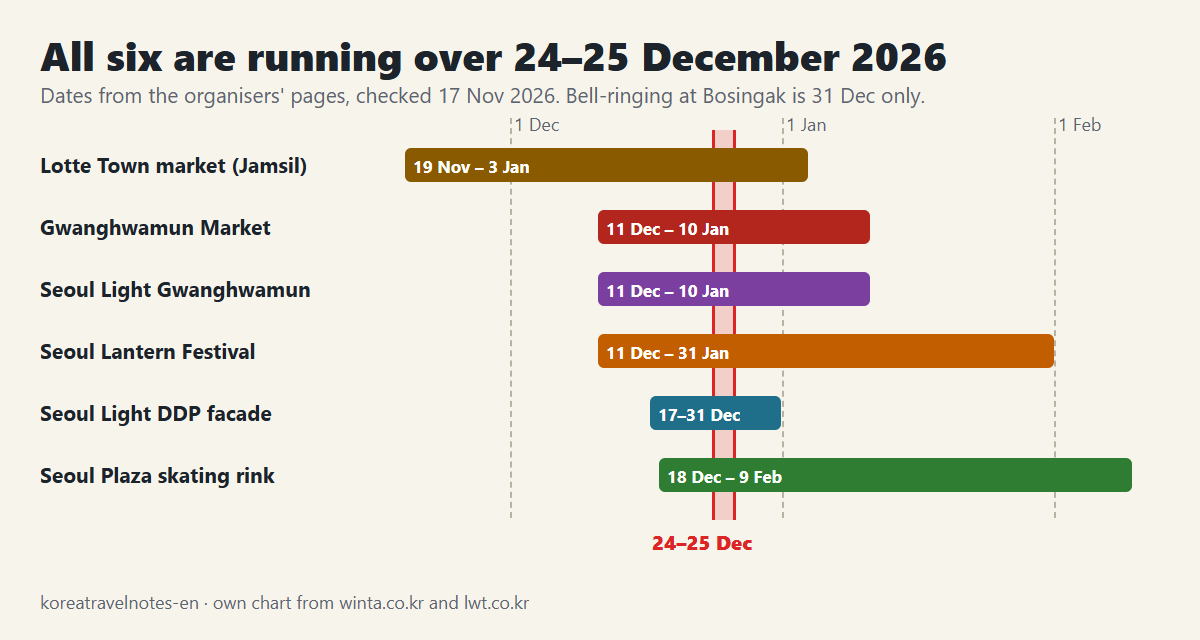 All six are running over 24–25 December 2026
Dates from the organisers' pages, checked 17 Nov 2026. Bell-ringing at Bosingak is 31 Dec only.
1 Dec
1 Jan
1 Feb
Lotte Town market (Jamsil)
19 Nov – 3 Jan
Gwanghwamun Market
11 Dec – 10 Jan
Seoul Light Gwanghwamun
11 Dec – 10 Jan
Seoul Lantern Festival
11 Dec – 31 Jan
Seoul Light DDP facade
17–31 Dec
Seoul Plaza skating rink
18 Dec – 9 Feb
24–25 Dec
koreatravelnotes-en · own chart from winta.co.kr and lwt.co.kr